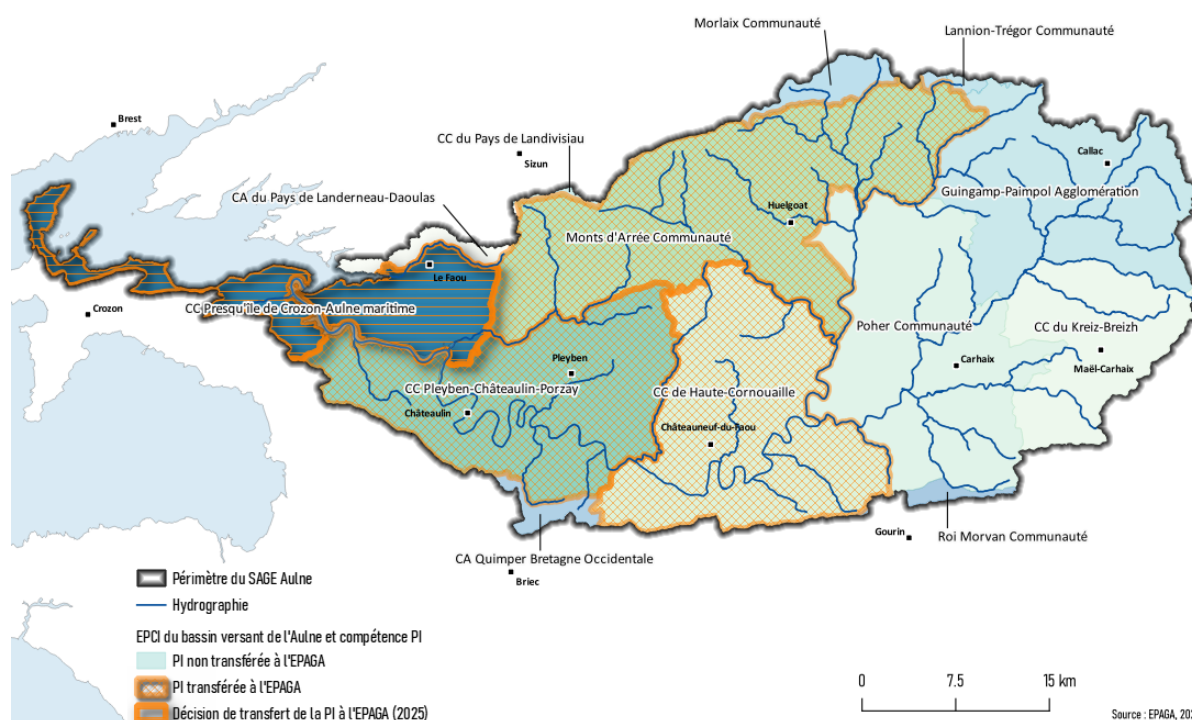 Morlaix Communauté
Lannion-Trégor Communauté
Brest
CC du Pays de Landivisiau
Sizun
Callac
CA du Pays de Landerneau-Daoulas
Guingamp-Paimpol Agglomération
Huelgoat
Monts d'Arrée Communauté
Le Faou
Crozon
CC Presqu'île de Crozon-Aulne maritime
Poher Communauté
CC du Kreiz-Breizh
Carhaix
Maël-Carhaix
Pleyben
CC Pleyben-Châteaulin-Porzay
CC de Haute-Cornouaille
Châteaulin
Châteauneuf-du-Faou
Gourin
Roi Morvan Communauté
CA Quimper Bretagne Occidentale
Briec
Périmètre du SAGE Aulne
Hydrographie
EPCI du bassin versant de l'Aulne et compétence PI
PI non transférée à l'EPAGA
PI transférée à l'EPAGA
Décision de transfert de la PI à l'EPAGA (2025)
0 7.5 15 km
Source : EPAGA,